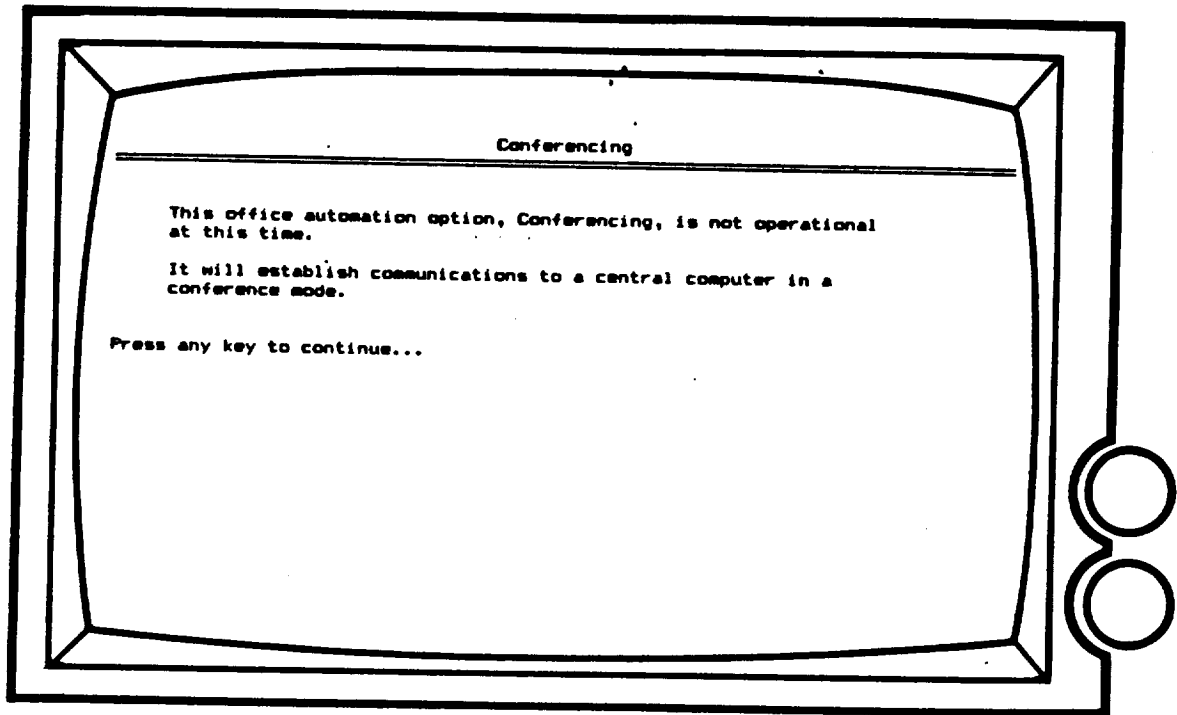 Conferencing
This office automation option, Conferencing, is not operational
at this time.
It will establish communications to a central computer in a
conference mode.
Press any key to continue...